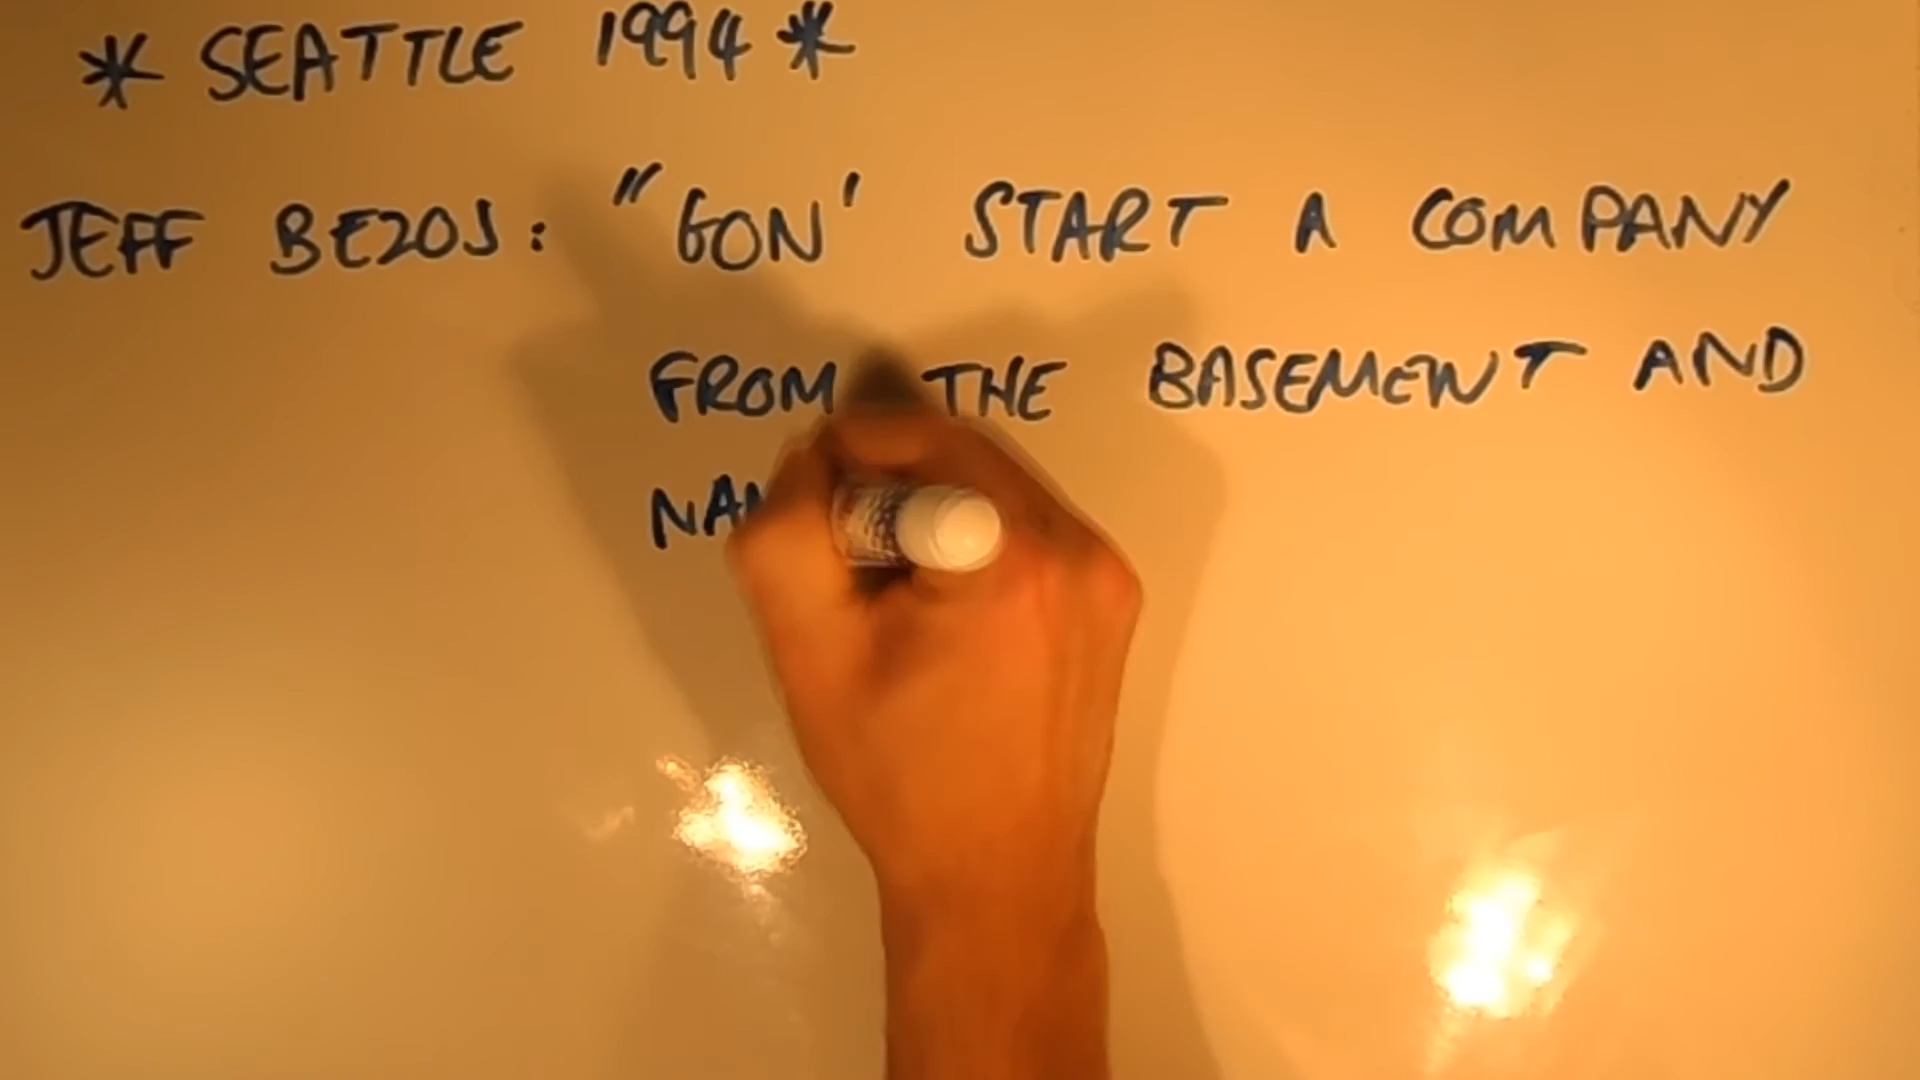 * SEATTLE 1994 *
JEFF BEZOS: "GON' START A COMPANY
FROM THE BASEMENT AND